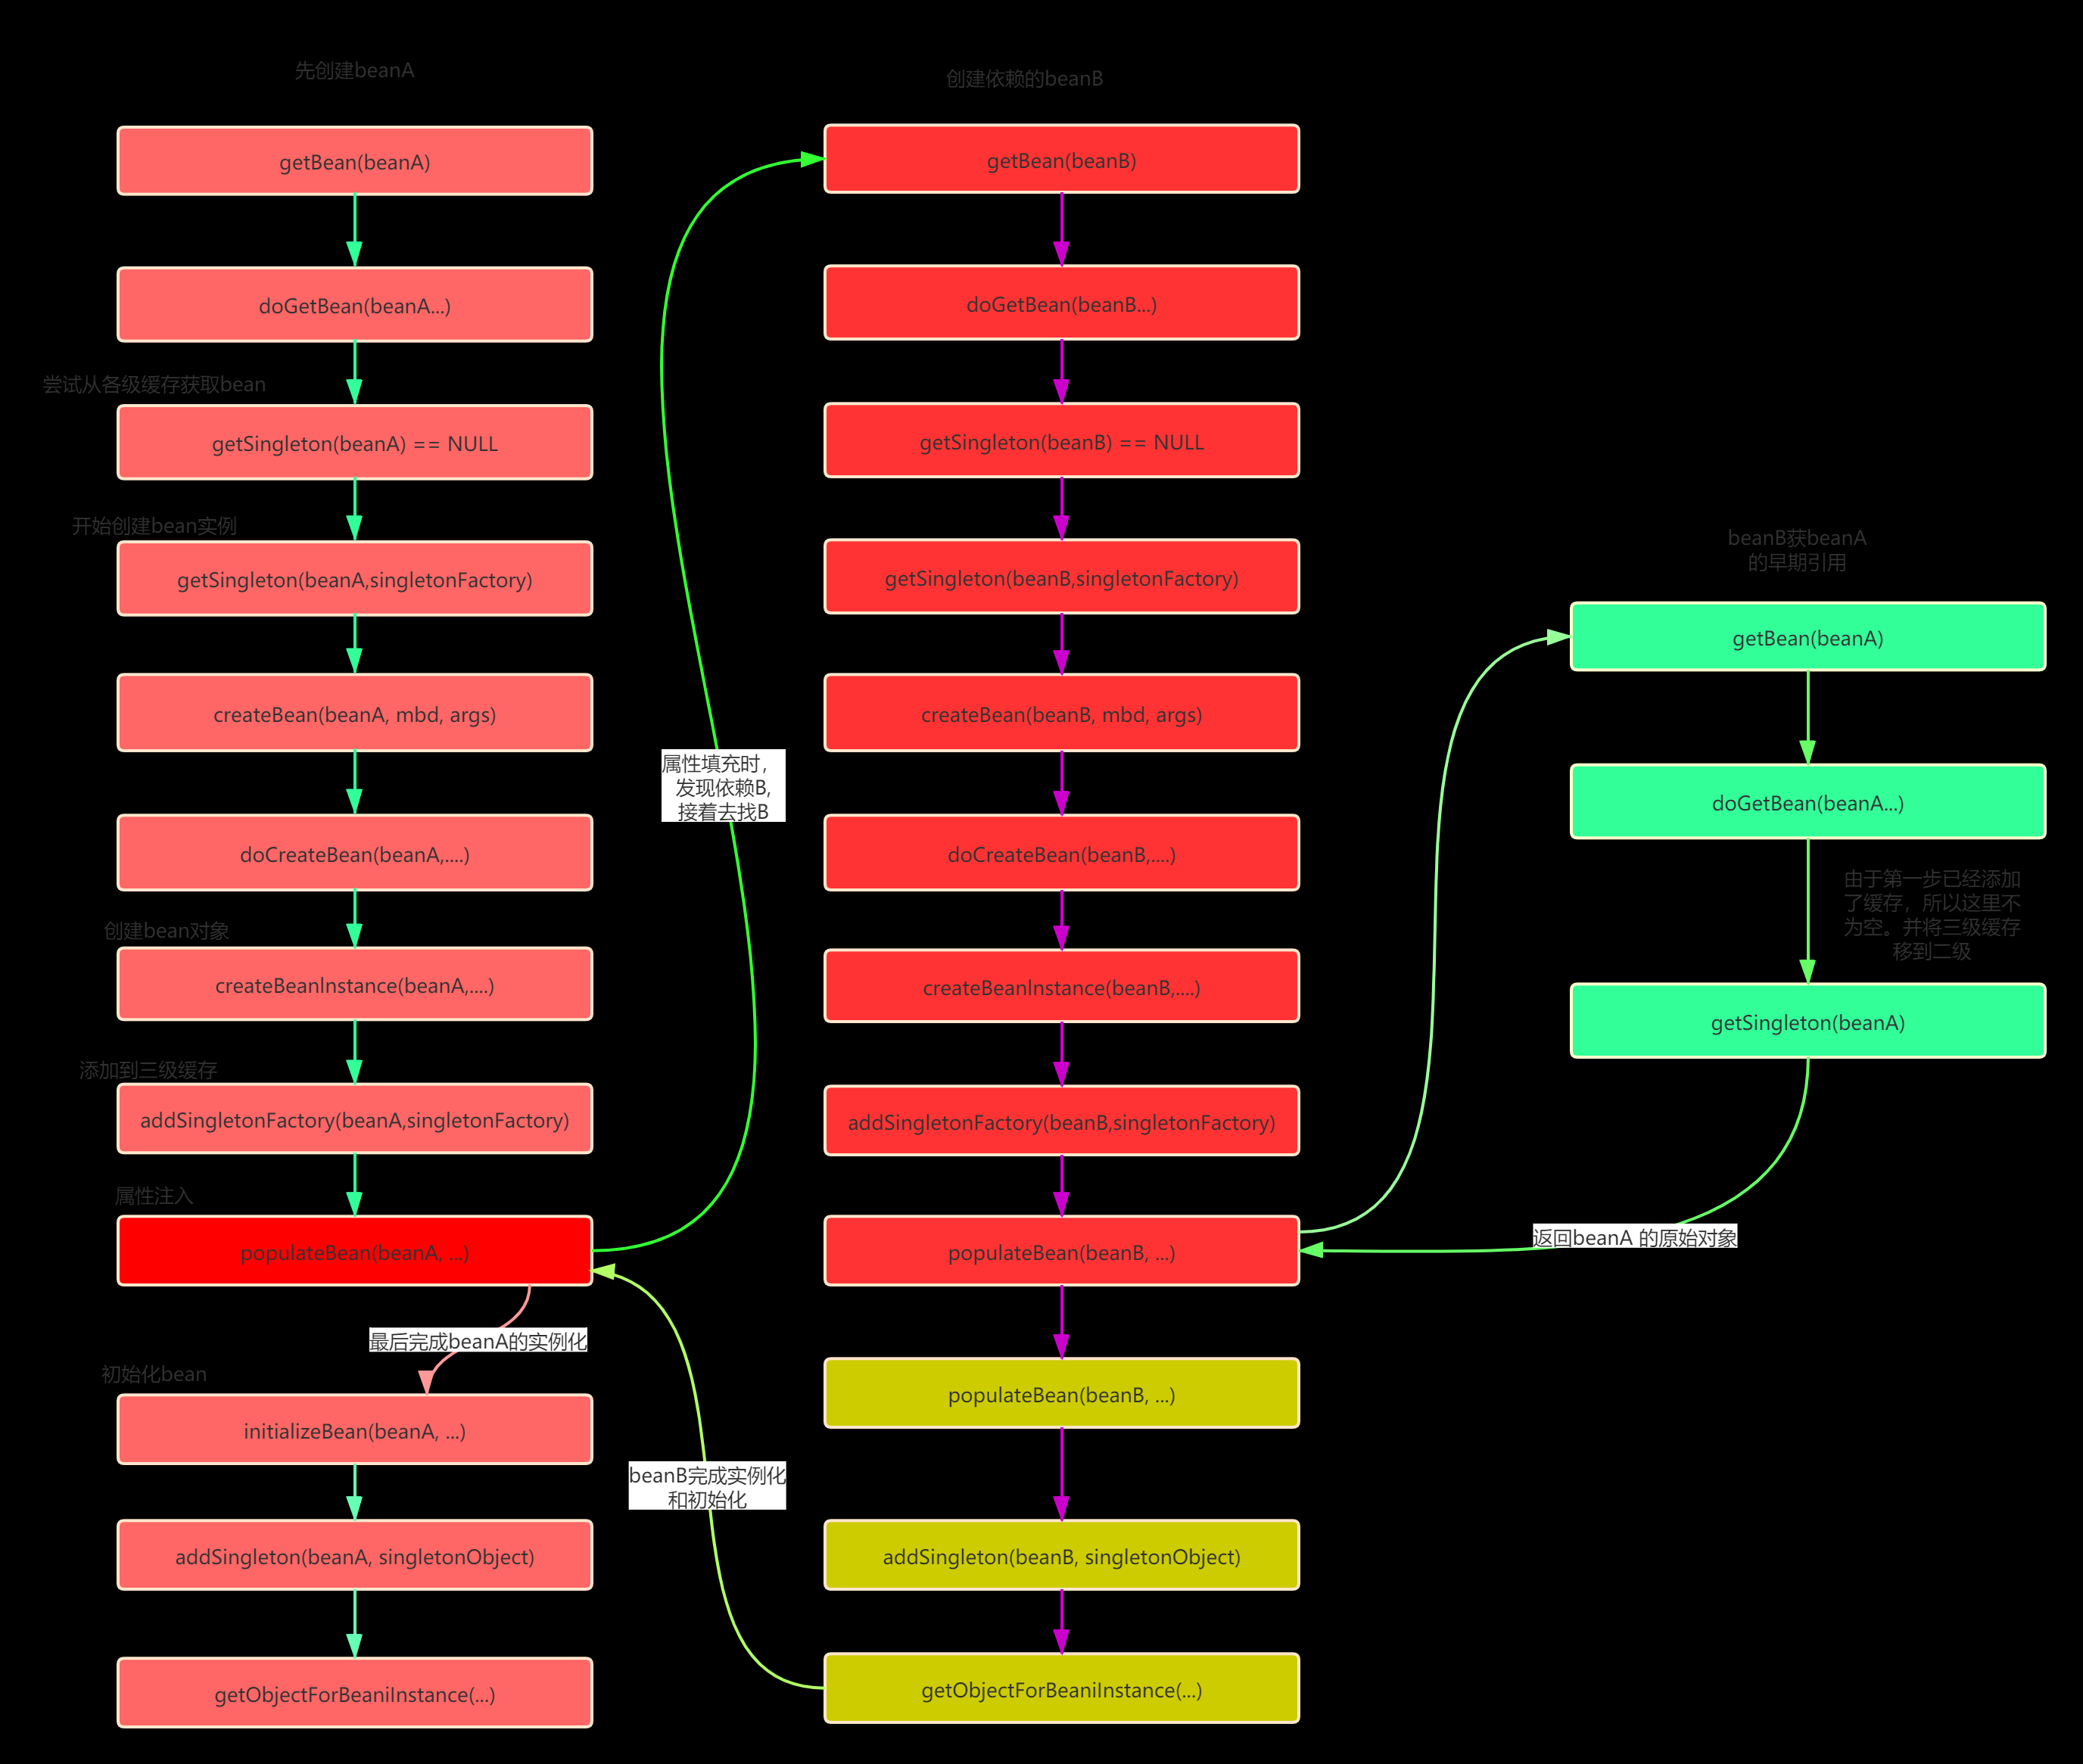 先创建beanA
getBean(beanA)
doGetBean(beanA...)
尝试从各级缓存获取bean
getSingleton(beanA) == NULL
开始创建bean实例
getSingleton(beanA,singletonFactory)
createBean(beanA, mbd, args)
doCreateBean(beanA,....)
创建bean对象
createBeanInstance(beanA,....)
添加到三级缓存
addSingletonFactory(beanA,singletonFactory)
属性注入
populateBean(beanA, ...)
最后完成beanA的实例化
初始化bean
initializeBean(beanA, ...)
addSingleton(beanA, singletonObject)
getObjectForBeaniInstance(...)
属性填充时，
发现依赖B,
接着去找B
beanB完成实例化
和初始化
创建依赖的beanB
getBean(beanB)
doGetBean(beanB...)
getSingleton(beanB) == NULL
getSingleton(beanB,singletonFactory)
createBean(beanB, mbd, args)
doCreateBean(beanB,....)
createBeanInstance(beanB,....)
addSingletonFactory(beanB,singletonFactory)
populateBean(beanB, ...)
populateBean(beanB, ...)
addSingleton(beanB, singletonObject)
getObjectForBeaniInstance(...)
beanB获beanA
的早期引用
getBean(beanA)
doGetBean(beanA...)
由于第一步已经添加
了缓存，所以这里不
为空。并将三级缓存
移到二级
getSingleton(beanA)
返回beanA 的原始对象